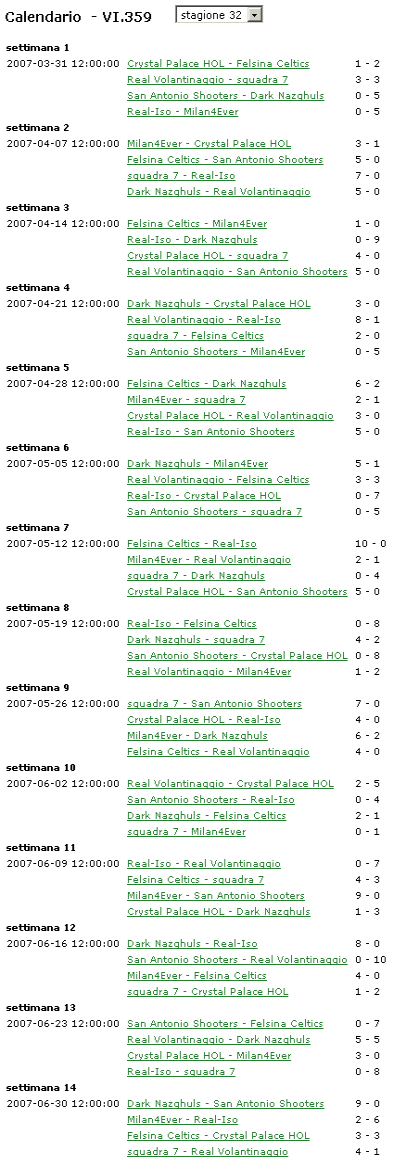 Calendario - VI.359 stagione 32
settimana 1
2007-03-31 12:00:00 Crystal Palace HOL - Felsina Celtics 1 - 2
Real Volantinaggio - squadra 7 3 - 3
San Antonio Shooters - Dark Nazghuls 0 - 5
Real-Iso - Milan4Ever 0 - 5
settimana 2
2007-04-07 12:00:00 Milan4Ever - Crystal Palace HOL 3 - 1
Felsina Celtics - San Antonio Shooters 5 - 0
squadra 7 - Real-Iso 7 - 0
Dark Nazghuls - Real Volantinaggio 5 - 0
settimana 3
2007-04-14 12:00:00 Felsina Celtics - Milan4Ever 1 - 0
Real-Iso - Dark Nazghuls 0 - 9
Crystal Palace HOL - squadra 7 4 - 0
Real Volantinaggio - San Antonio Shooters 5 - 0
settimana 4
2007-04-21 12:00:00 Dark Nazghuls - Crystal Palace HOL 3 - 0
Real Volantinaggio - Real-Iso 8 - 1
squadra 7 - Felsina Celtics 2 - 0
San Antonio Shooters - Milan4Ever 0 - 5
settimana 5
2007-04-28 12:00:00 Felsina Celtics - Dark Nazghuls 6 - 2
Milan4Ever - squadra 7 2 - 1
Crystal Palace HOL - Real Volantinaggio 3 - 0
Real-Iso - San Antonio Shooters 5 - 0
settimana 6
2007-05-05 12:00:00 Dark Nazghuls - Milan4Ever 5 - 1
Real Volantinaggio - Felsina Celtics 3 - 3
Real-Iso - Crystal Palace HOL 0 - 7
San Antonio Shooters - squadra 7 0 - 5
settimana 7
2007-05-12 12:00:00 Felsina Celtics - Real-Iso 10 - 0
Milan4Ever - Real Volantinaggio 2 - 1
squadra 7 - Dark Nazghuls 0 - 4
Crystal Palace HOL - San Antonio Shooters 5 - 0
settimana 8
2007-05-19 12:00:00 Real-Iso - Felsina Celtics 0 - 8
Dark Nazghuls - squadra 7 4 - 2
San Antonio Shooters - Crystal Palace HOL 0 - 8
Real Volantinaggio - Milan4Ever 1 - 2
settimana 9
2007-05-26 12:00:00 squadra 7 - San Antonio Shooters 7 - 0
Crystal Palace HOL - Real-Iso 4 - 0
Milan4Ever - Dark Nazghuls 6 - 2
Felsina Celtics - Real Volantinaggio 4 - 0
settimana 10
2007-06-02 12:00:00 Real Volantinaggio - Crystal Palace HOL 2 - 5
San Antonio Shooters - Real-Iso 0 - 4
Dark Nazghuls - Felsina Celtics 2 - 1
squadra 7 - Milan4Ever 0 - 1
settimana 11
2007-06-09 12:00:00 Real-Iso - Real Volantinaggio 0 - 7
Felsina Celtics - squadra 7 4 - 3
Milan4Ever - San Antonio Shooters 9 - 0
Crystal Palace HOL - Dark Nazghuls 1 - 3
settimana 12
2007-06-16 12:00:00 Dark Nazghuls - Real-Iso 8 - 0
San Antonio Shooters - Real Volantinaggio 0 - 10
Milan4Ever - Felsina Celtics 4 - 0
squadra 7 - Crystal Palace HOL 1 - 2
settimana 13
2007-06-23 12:00:00 San Antonio Shooters - Felsina Celtics 0 - 7
Real Volantinaggio - Dark Nazghuls 5 - 5
Crystal Palace HOL - Milan4Ever 3 - 0
Real-Iso - squadra 7 0 - 8
settimana 14
2007-06-30 12:00:00 Dark Nazghuls - San Antonio Shooters 9 - 0
Milan4Ever - Real-Iso 2 - 6
Felsina Celtics - Crystal Palace HOL 3 - 3
squadra 7 - Real Volantinaggio 4 - 1